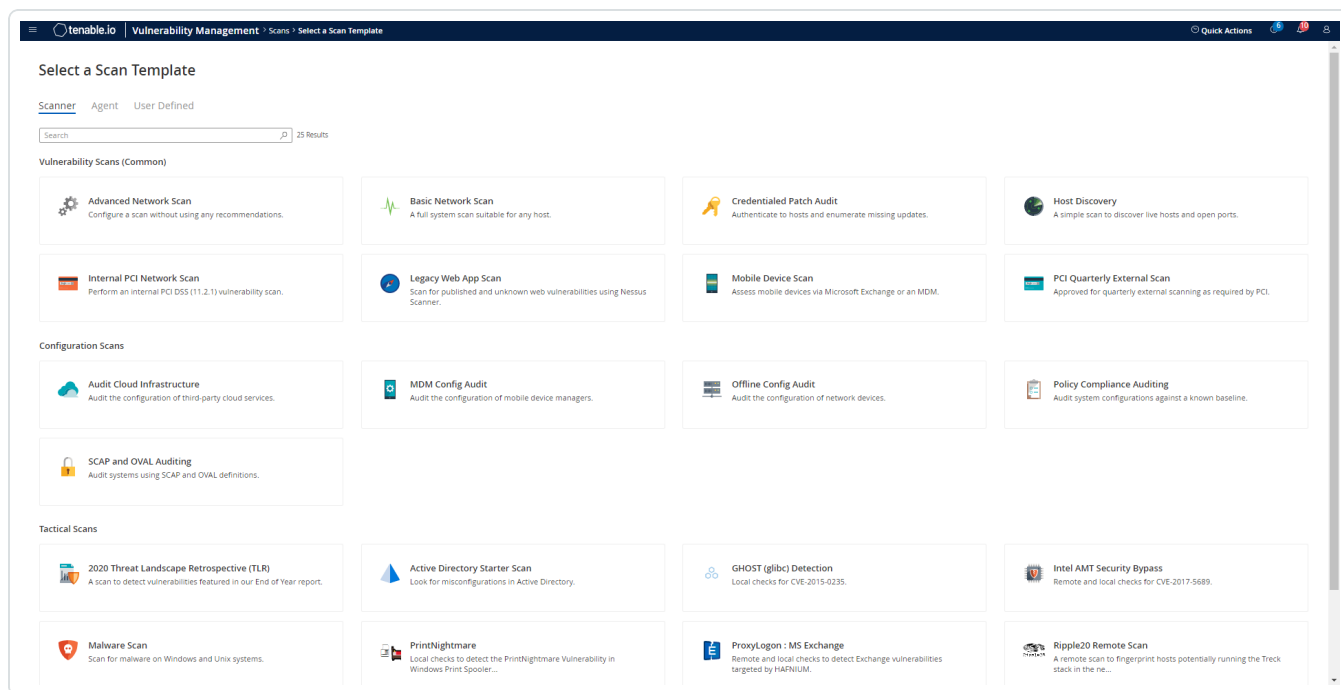 tenable.io Vulnerability Management > Scans > Select a Scan Template Quick Actions 6 10
Select a Scan Template
Scanner Agent User Defined
Search 25 Results
Vulnerability Scans (Common)
Advanced Network Scan
Configure a scan without using any recommendations.
Basic Network Scan
A full system scan suitable for any host.
Credentialed Patch Audit
Authenticate to hosts and enumerate missing updates.
Host Discovery
A simple scan to discover live hosts and open ports.
Internal PCI Network Scan
Perform an internal PCI DSS (11.2.1) vulnerability scan.
Legacy Web App Scan
Scan for published and unknown web vulnerabilities using Nessus
Scanner.
Mobile Device Scan
Assess mobile devices via Microsoft Exchange or an MDM.
PCI Quarterly External Scan
Approved for quarterly external scanning as required by PCI.
Configuration Scans
Audit Cloud Infrastructure
Audit the configuration of third-party cloud services.
MDM Config Audit
Audit the configuration of mobile device managers.
Offline Config Audit
Audit the configuration of network devices.
Policy Compliance Auditing
Audit system configurations against a known baseline.
SCAP and OVAL Auditing
Audit systems using SCAP and OVAL definitions.
Tactical Scans
2020 Threat Landscape Retrospective (TLR)
A scan to detect vulnerabilities featured in our End of Year report.
Active Directory Starter Scan
Look for misconfigurations in Active Directory.
GHOST (glibc) Detection
Local checks for CVE-2015-0235.
Intel AMT Security Bypass
Remote and local checks for CVE-2017-5689.
Malware Scan
Scan for malware on Windows and Unix systems.
PrintNightmare
Local checks to detect the PrintNightmare Vulnerability in
Windows Print Spooler...
ProxyLogon : MS Exchange
Remote and local checks to detect Exchange vulnerabilities
targeted by HAFNIUM.
Ripple20
Ripple20 Remote Scan
A remote scan to fingerprint hosts potentially running the Treck
stack in the ne...